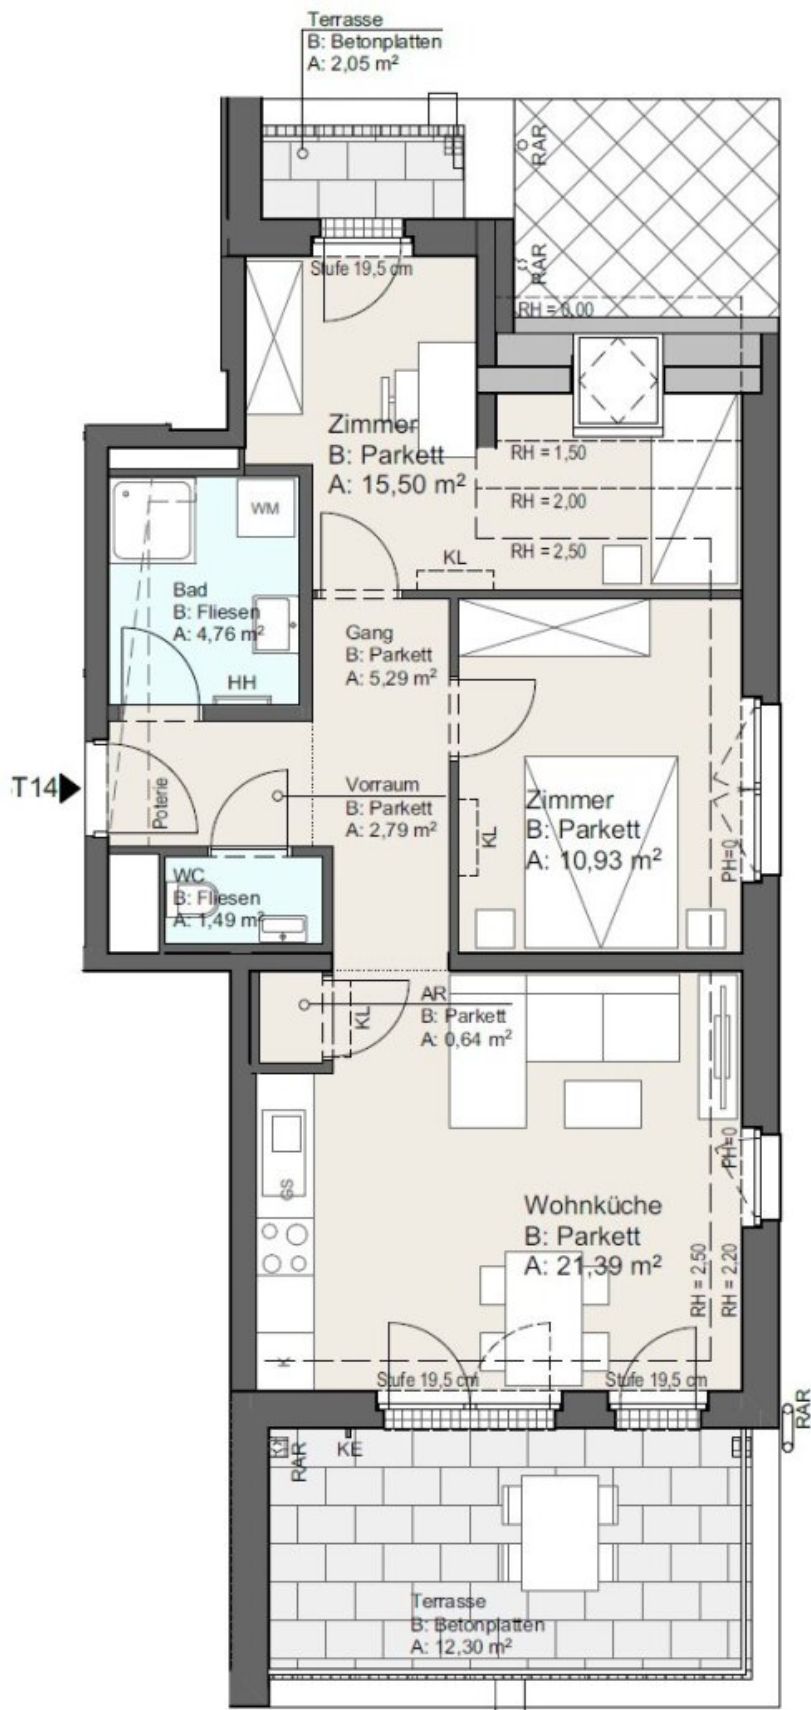 Terrasse
B: Betonplatten
A: 2,05 m²
RAR
RAR
Stufe 19,5 cm
RH = 0,00
Zimmer
B: Parkett
A: 15,50 m²
RH = 1,50
RH = 2,00
RH = 2,50
WM
KL
Bad
B: Fliesen
A: 4,76 m²
HH
Gang
B: Parkett
A: 5,29 m²
T14
Poterie
Vorraum
B: Parkett
A: 2,79 m²
KL
Zimmer
B: Parkett
A: 10,93 m²
PH=0
WC
B: Fliesen
A: 1,49 m²
AR
B: Parkett
A: 0,64 m²
KL
GS
PH=0
Wohnküche
B: Parkett
A: 21,39 m²
RH = 2,50
RH = 2,20
K
Stufe 19,5 cm
Stufe 19,5 cm
RAR
RAR
KE
Terrasse
B: Betonplatten
A: 12,30 m²